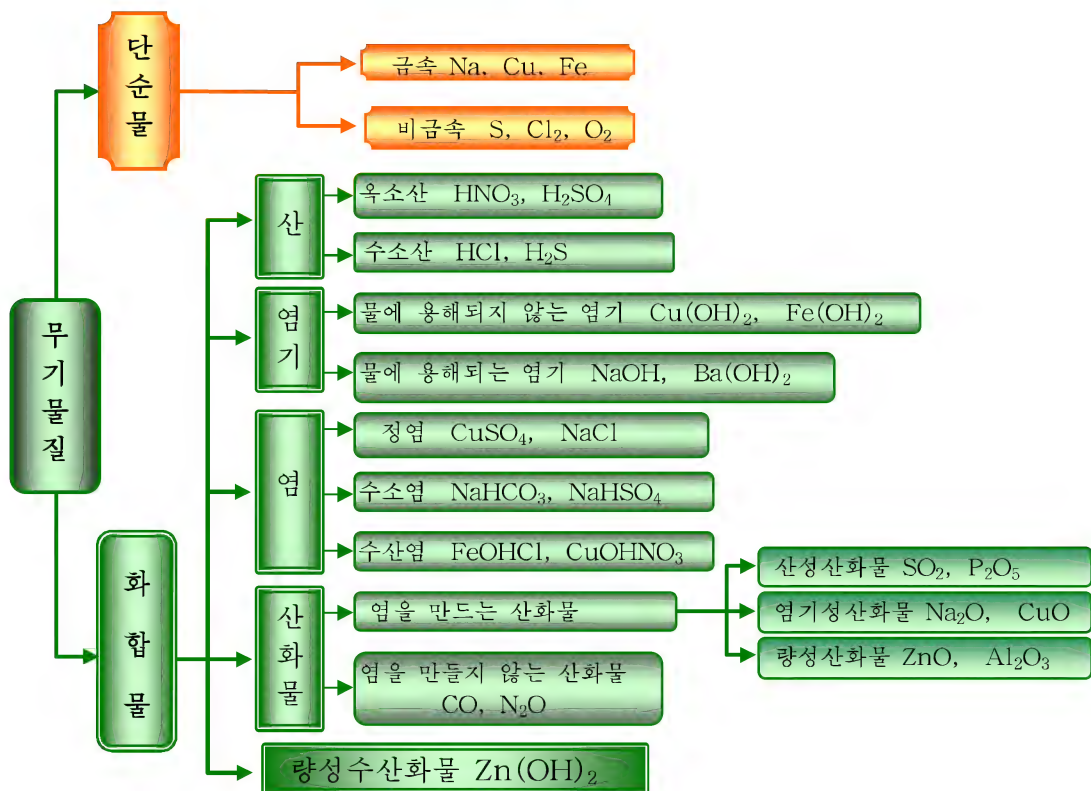 단순물
금속 Na, Cu, Fe
비금속 S, Cl₂, O₂
무기물질
화합물
산
옥소산 HNO₃, H₂SO₄
수소산 HCl, H₂S
염기
물에 용해되지 않는 염기 Cu(OH)₂, Fe(OH)₂
물에 용해되는 염기 NaOH, Ba(OH)₂
염
정염 CuSO₄, NaCl
수소염 NaHCO₃, NaHSO₄
수산염 FeOHCl, CuOHNO₃
산화물
염을 만드는 산화물
산성산화물 SO₂, P₂O₅
염기성산화물 Na₂O, CuO
량성산화물 ZnO, Al₂O₃
염을 만들지 않는 산화물
CO, N₂O
량성수산화물 Zn(OH)₂